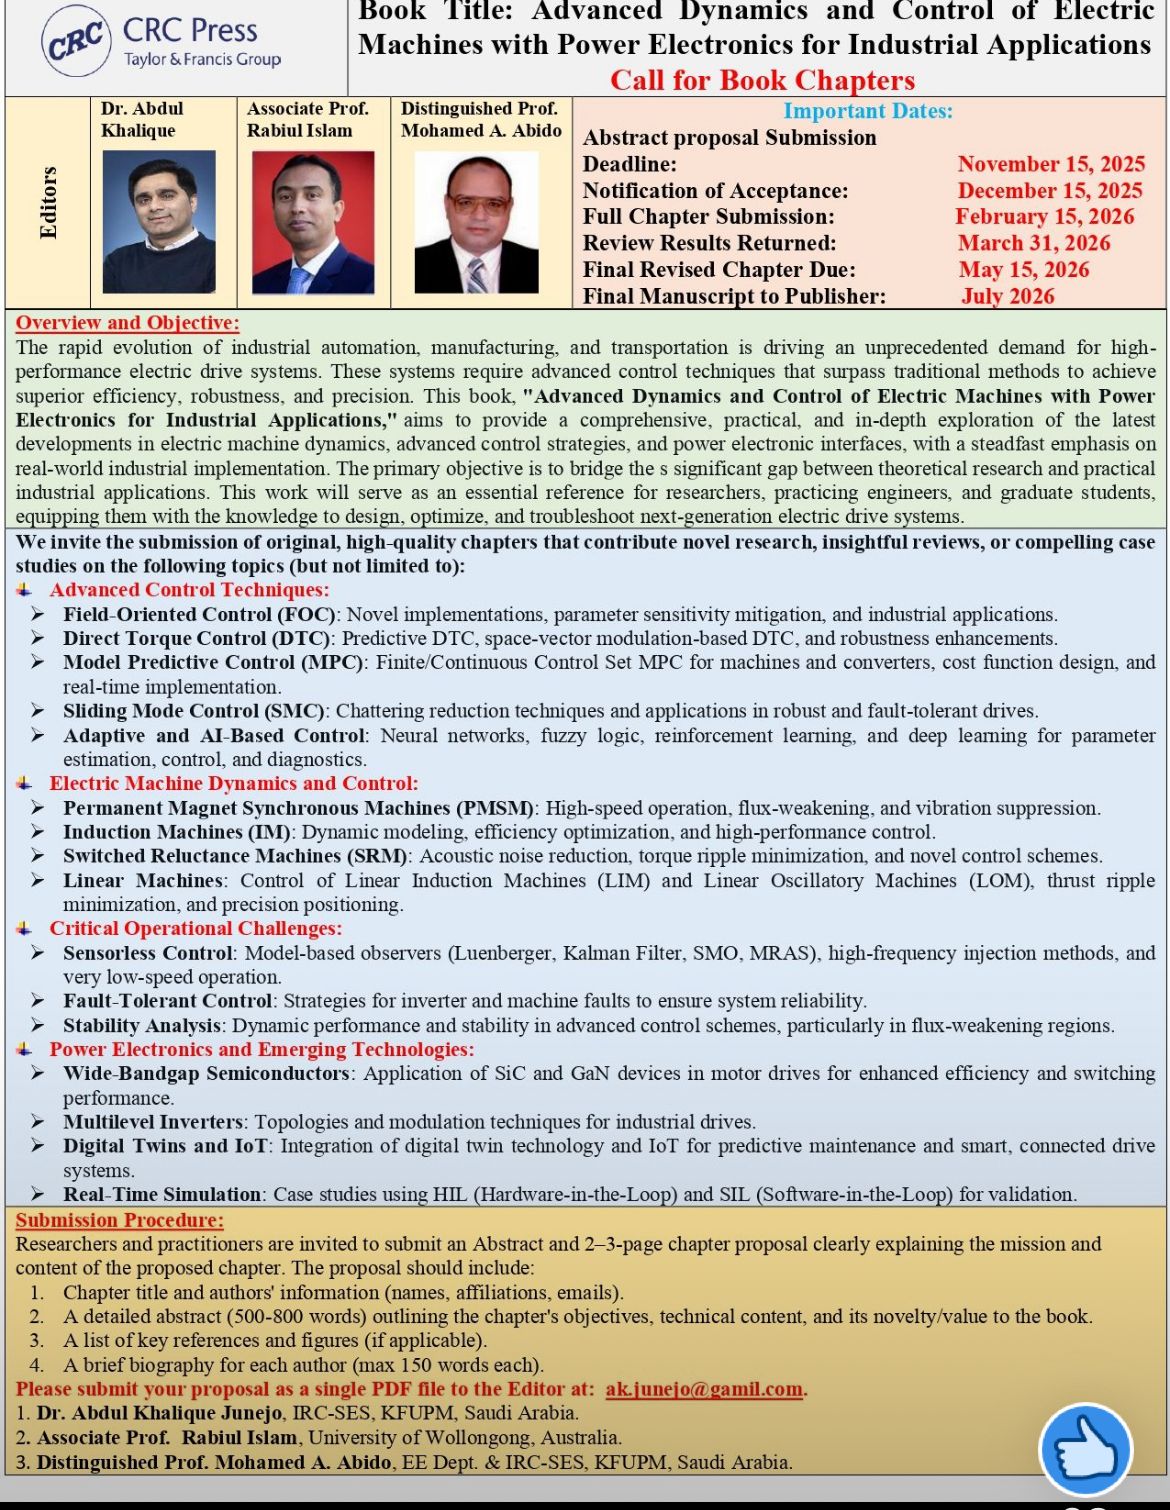 CRC
CRC Press
Taylor & Francis Group
Book Title: Advanced Dynamics and Control of Electric
Machines with Power Electronics for Industrial Applications
Call for Book Chapters
Editors
Dr. Abdul
Khalique
Associate Prof.
Rabiul Islam
Distinguished Prof.
Mohamed A. Abido
Important Dates:
Abstract proposal Submission
Deadline: November 15, 2025
Notification of Acceptance: December 15, 2025
Full Chapter Submission: February 15, 2026
Review Results Returned: March 31, 2026
Final Revised Chapter Due: May 15, 2026
Final Manuscript to Publisher: July 2026
Overview and Objective:
The rapid evolution of industrial automation, manufacturing, and transportation is driving an unprecedented demand for high-
performance electric drive systems. These systems require advanced control techniques that surpass traditional methods to achieve
superior efficiency, robustness, and precision. This book, "Advanced Dynamics and Control of Electric Machines with Power
Electronics for Industrial Applications," aims to provide a comprehensive, practical, and in-depth exploration of the latest
developments in electric machine dynamics, advanced control strategies, and power electronic interfaces, with a steadfast emphasis on
real-world industrial implementation. The primary objective is to bridge the s significant gap between theoretical research and practical
industrial applications. This work will serve as an essential reference for researchers, practicing engineers, and graduate students,
equipping them with the knowledge to design, optimize, and troubleshoot next-generation electric drive systems.
We invite the submission of original, high-quality chapters that contribute novel research, insightful reviews, or compelling case
studies on the following topics (but not limited to):
Advanced Control Techniques:
➢ Field-Oriented Control (FOC): Novel implementations, parameter sensitivity mitigation, and industrial applications.
➢ Direct Torque Control (DTC): Predictive DTC, space-vector modulation-based DTC, and robustness enhancements.
➢ Model Predictive Control (MPC): Finite/Continuous Control Set MPC for machines and converters, cost function design, and
real-time implementation.
➢ Sliding Mode Control (SMC): Chattering reduction techniques and applications in robust and fault-tolerant drives.
➢ Adaptive and AI-Based Control: Neural networks, fuzzy logic, reinforcement learning, and deep learning for parameter
estimation, control, and diagnostics.
Electric Machine Dynamics and Control:
➢ Permanent Magnet Synchronous Machines (PMSM): High-speed operation, flux-weakening, and vibration suppression.
➢ Induction Machines (IM): Dynamic modeling, efficiency optimization, and high-performance control.
➢ Switched Reluctance Machines (SRM): Acoustic noise reduction, torque ripple minimization, and novel control schemes.
➢ Linear Machines: Control of Linear Induction Machines (LIM) and Linear Oscillatory Machines (LOM), thrust ripple
minimization, and precision positioning.
Critical Operational Challenges:
➢ Sensorless Control: Model-based observers (Luenberger, Kalman Filter, SMO, MRAS), high-frequency injection methods, and
very low-speed operation.
➢ Fault-Tolerant Control: Strategies for inverter and machine faults to ensure system reliability.
➢ Stability Analysis: Dynamic performance and stability in advanced control schemes, particularly in flux-weakening regions.
Power Electronics and Emerging Technologies:
➢ Wide-Bandgap Semiconductors: Application of SiC and GaN devices in motor drives for enhanced efficiency and switching
performance.
➢ Multilevel Inverters: Topologies and modulation techniques for industrial drives.
➢ Digital Twins and IoT: Integration of digital twin technology and IoT for predictive maintenance and smart, connected drive
systems.
➢ Real-Time Simulation: Case studies using HIL (Hardware-in-the-Loop) and SIL (Software-in-the-Loop) for validation.
Submission Procedure:
Researchers and practitioners are invited to submit an Abstract and 2–3-page chapter proposal clearly explaining the mission and
content of the proposed chapter. The proposal should include:
1. Chapter title and authors' information (names, affiliations, emails).
2. A detailed abstract (500-800 words) outlining the chapter's objectives, technical content, and its novelty/value to the book.
3. A list of key references and figures (if applicable).
4. A brief biography for each author (max 150 words each).
Please submit your proposal as a single PDF file to the Editor at: ak.junejo@gamil.com.
1. Dr. Abdul Khalique Junejo, IRC-SES, KFUPM, Saudi Arabia.
2. Associate Prof. Rabiul Islam, University of Wollongong, Australia.
3. Distinguished Prof. Mohamed A. Abido, EE Dept. & IRC-SES, KFUPM, Saudi Arabia.